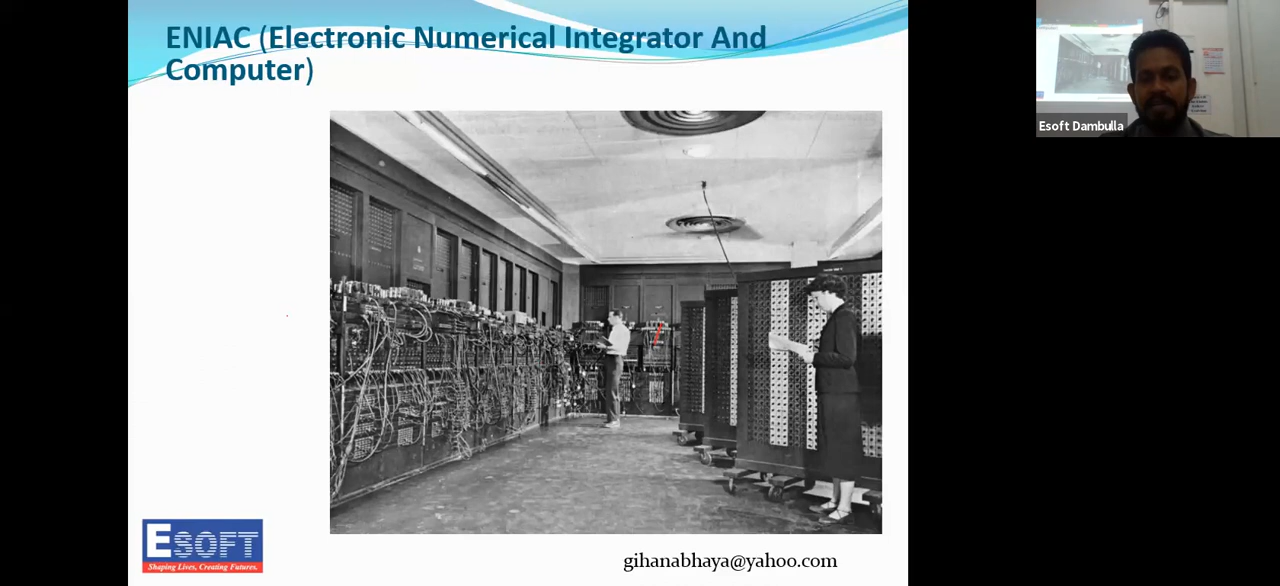 ENIAC (Electronic Numerical Integrator And
Computer)
Esoft Dambulla
ESOFT
Shaping Lives, Creating Futures.
gihanabhaya@yahoo.com